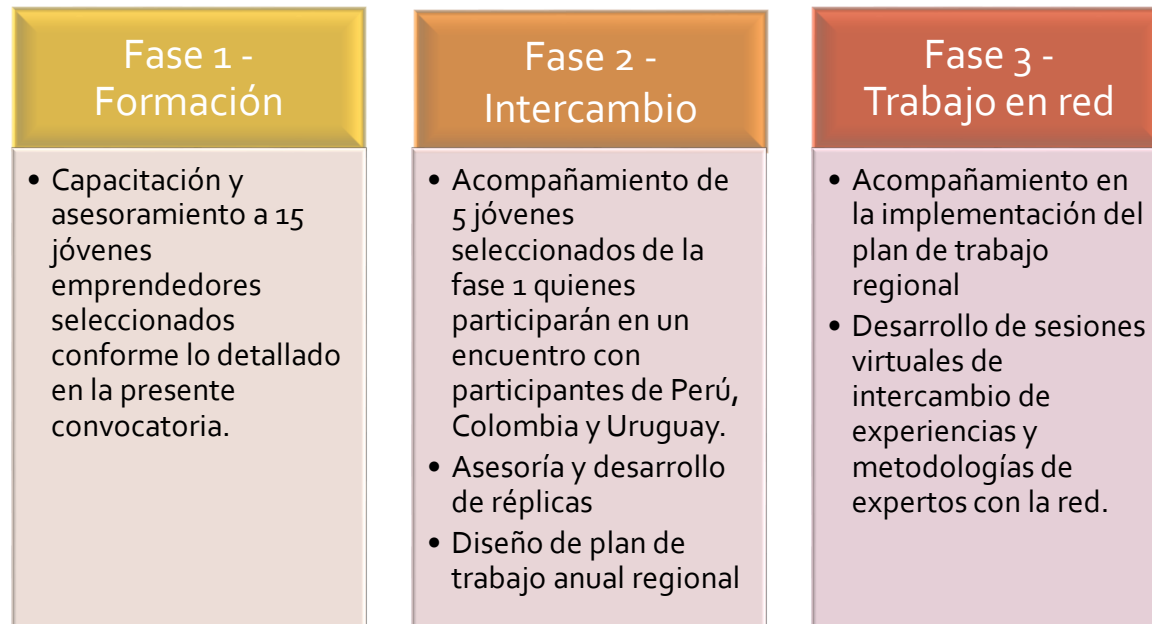 Fase 1 -
Formación
• Capacitación y
asesoramiento a 15
jóvenes
emprendedores
seleccionados
conforme lo detallado
en la presente
convocatoria.
Fase 2 -
Intercambio
• Acompañamiento de
5 jóvenes
seleccionados de la
fase 1 quienes
participarán en un
encuentro con
participantes de Perú,
Colombia y Uruguay.
• Asesoría y desarrollo
de réplicas
• Diseño de plan de
trabajo anual regional
Fase 3 -
Trabajo en red
• Acompañamiento en
la implementación del
plan de trabajo
regional
• Desarrollo de sesiones
virtuales de
intercambio de
experiencias y
metodologías de
expertos con la red.